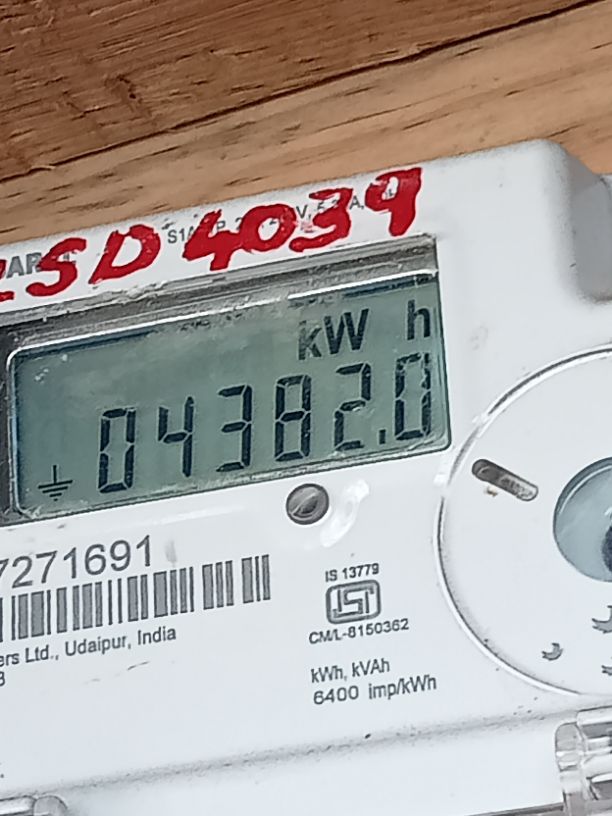 SD 4039
kW h
04382.0
7271691
IS 13779
ISI
CM/L-8150362
ers Ltd., Udaipur, India
kWh, kVAh
6400 imp/kWh